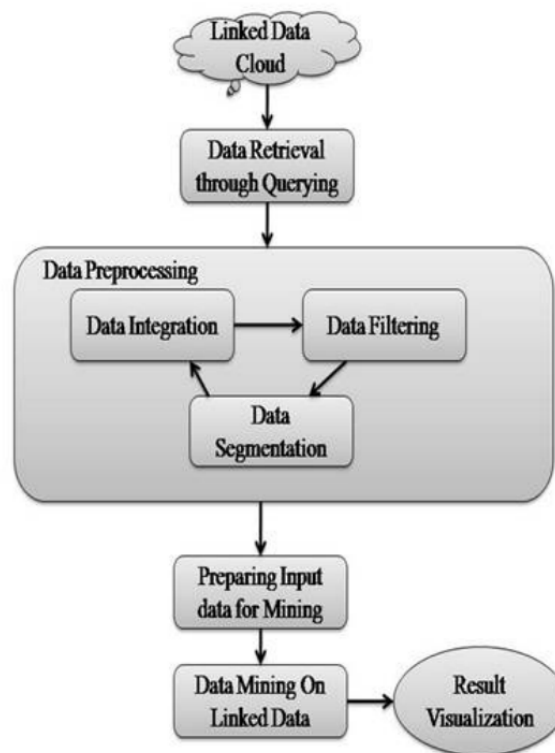 Linked Data
Cloud
Data Retrieval
through Querying
Data Preprocessing
Data Integration
Data Filtering
Data
Segmentation
Preparing Input
data for Mining
Data Mining On
Linked Data
Result
Visualization